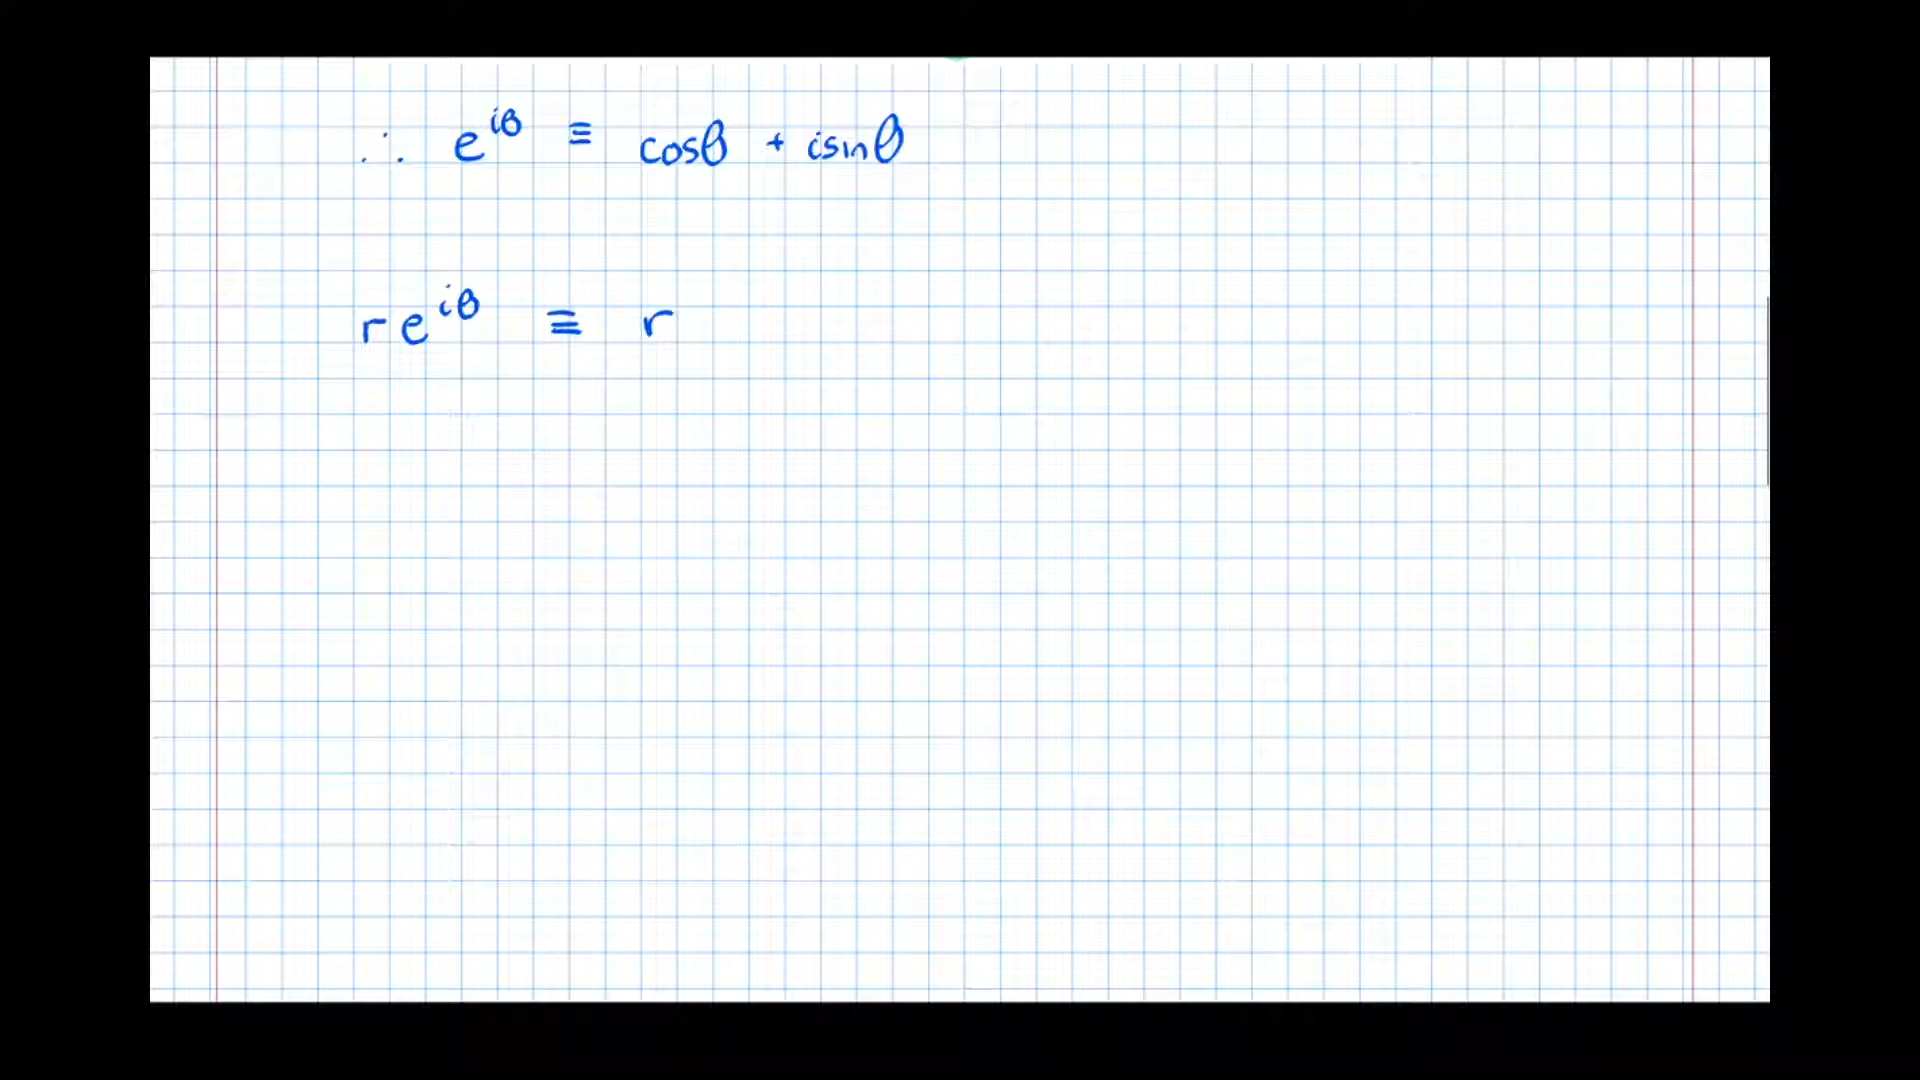 ∴ e^{iθ} ≡ cosθ + isinθ
re^{iθ} ≡ r